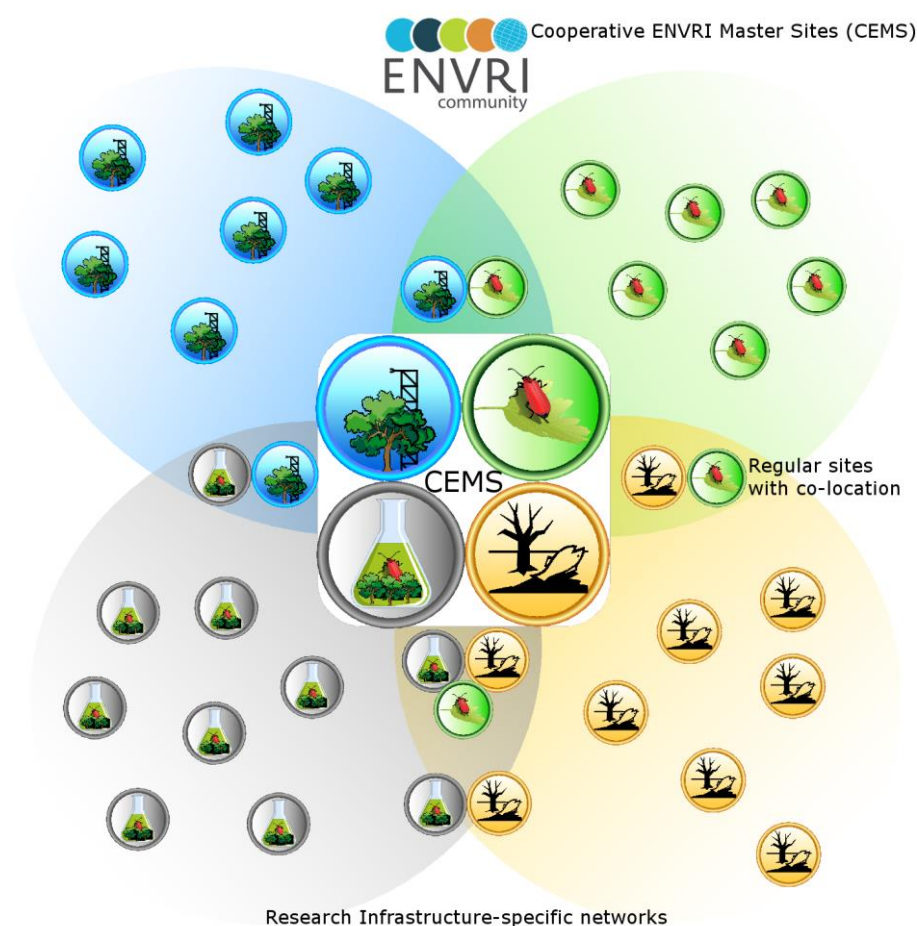 Cooperative ENVRI Master Sites (CEMS)
ENVRI
community
CEMS
Regular sites
with co-location
Research Infrastructure-specific networks